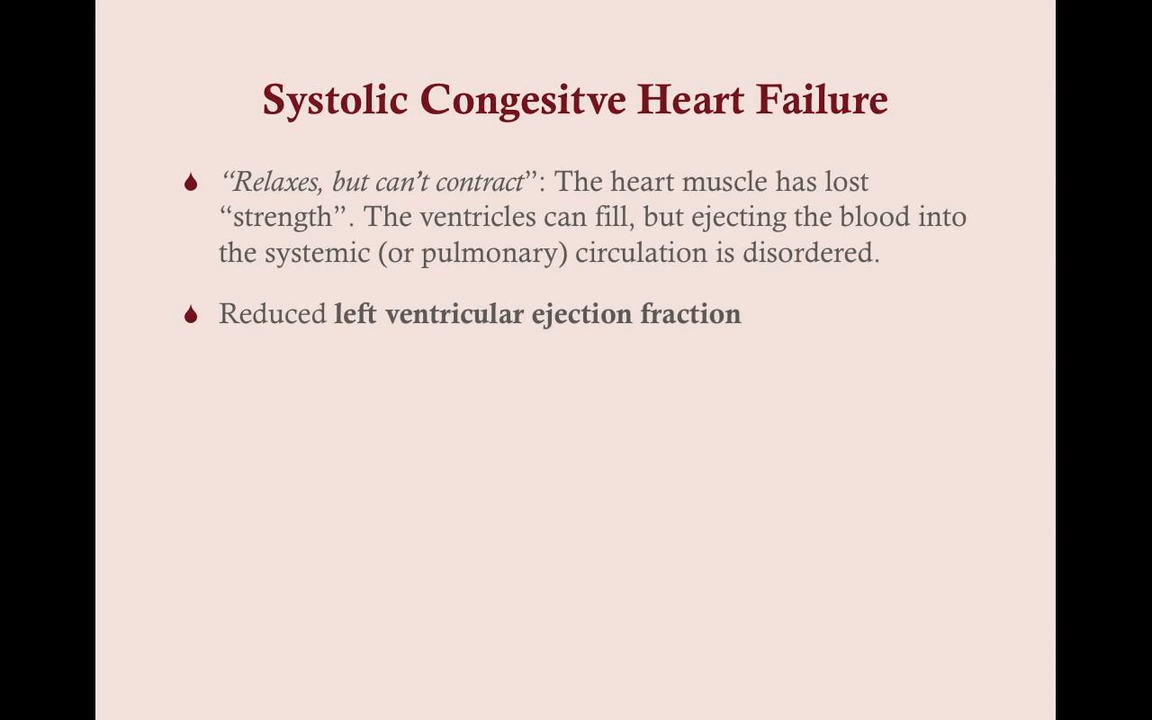 Systolic Congesitve Heart Failure
“Relaxes, but can’t contract”: The heart muscle has lost
“strength”. The ventricles can fill, but ejecting the blood into
the systemic (or pulmonary) circulation is disordered.
Reduced left ventricular ejection fraction